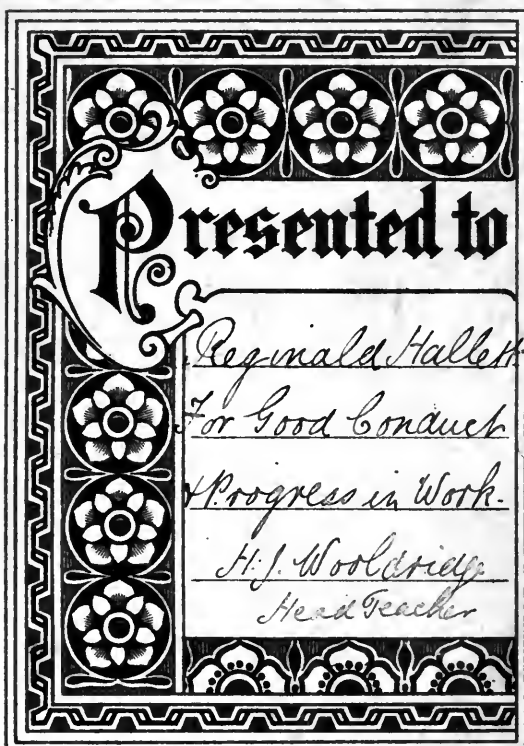 Presented to
Reginald Hallett
For Good Conduct
& Progress in Work.
H. J. Wooldridge
Head Teacher